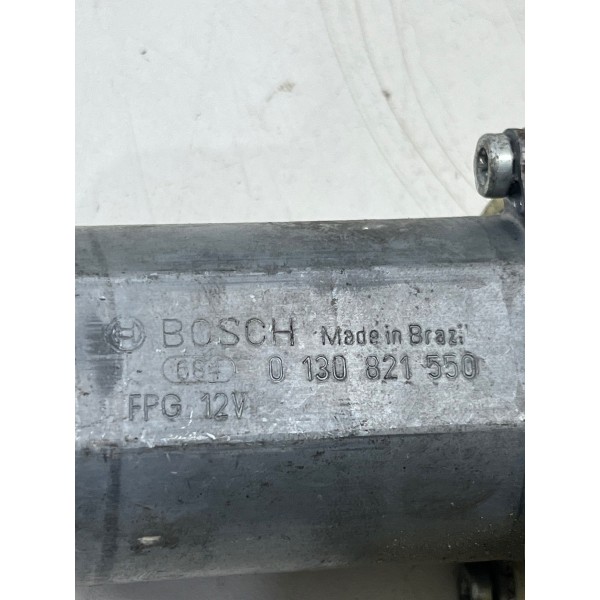 BOSCH Made in Brazil
0 130 821 550
FPG 12V